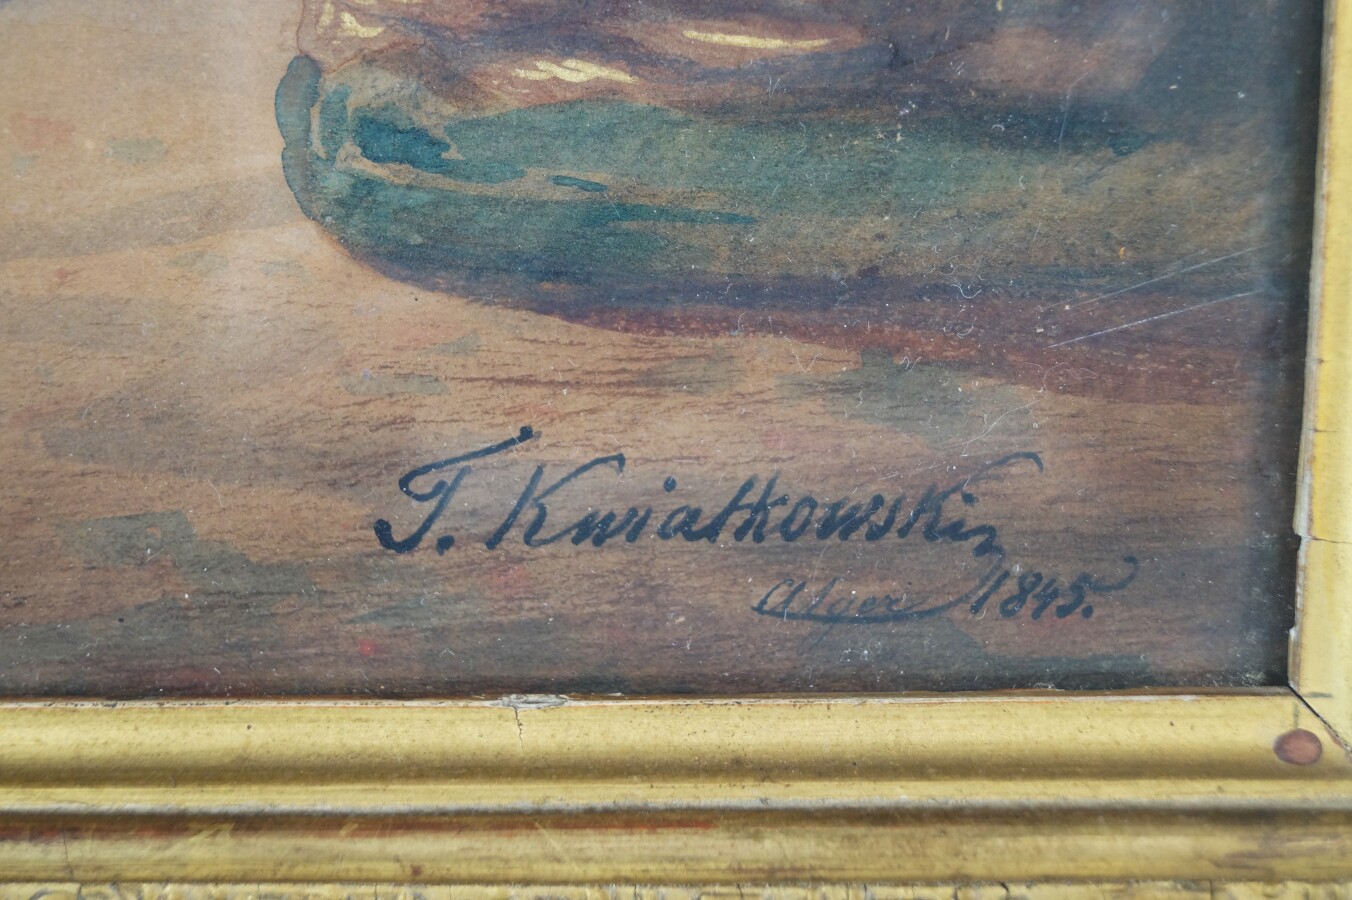 T. Kwiatkowski
Alger 1845.